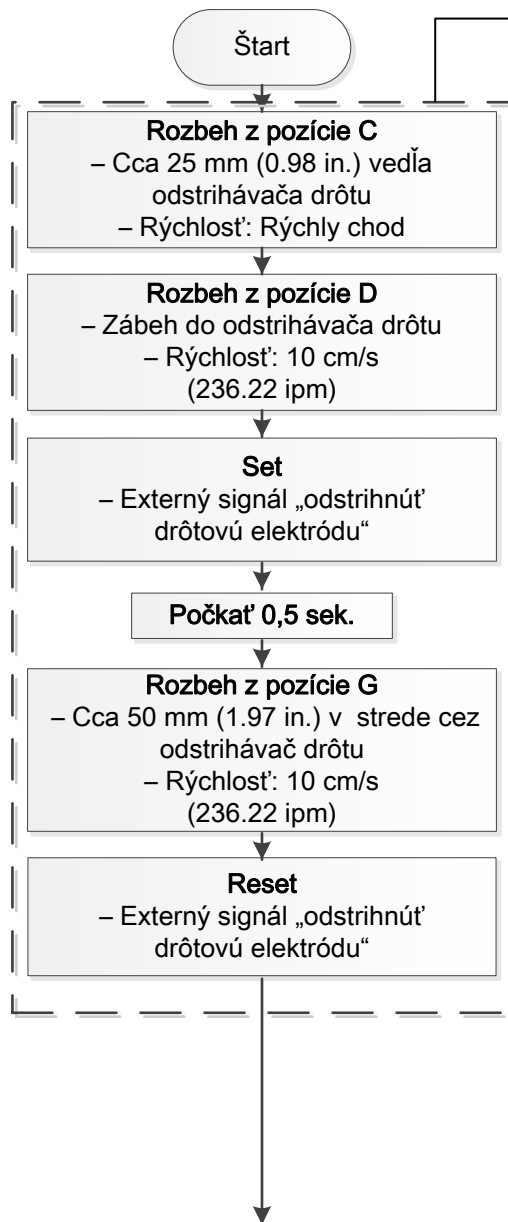 Štart
Rozbeh z pozície C
– Cca 25 mm (0.98 in.) vedľa
odstrihávača drôtu
– Rýchlosť: Rýchly chod
Rozbeh z pozície D
– Zábeh do odstrihávača drôtu
– Rýchlosť: 10 cm/s
(236.22 ipm)
Set
– Externý signál „odstrihnúť
drôtovú elektródu“
Počkať 0,5 sek.
Rozbeh z pozície G
– Cca 50 mm (1.97 in.) v strede cez
odstrihávač drôtu
– Rýchlosť: 10 cm/s
(236.22 ipm)
Reset
– Externý signál „odstrihnúť
drôtovú elektródu“